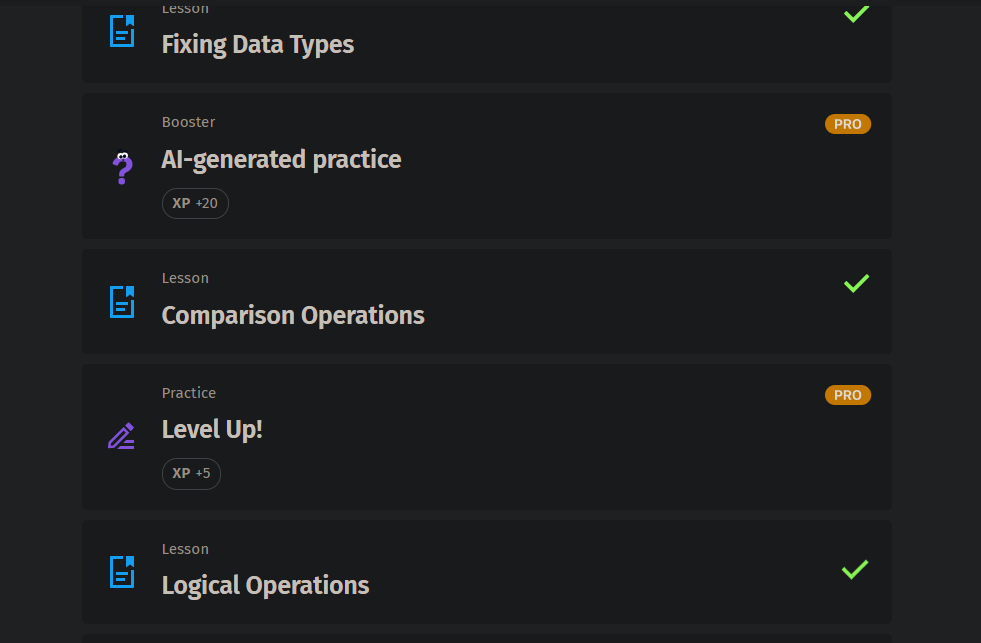 Lesson
Fixing Data Types
Booster
PRO
AI-generated practice
XP +20
Lesson
Comparison Operations
Practice
PRO
Level Up!
XP +5
Lesson
Logical Operations